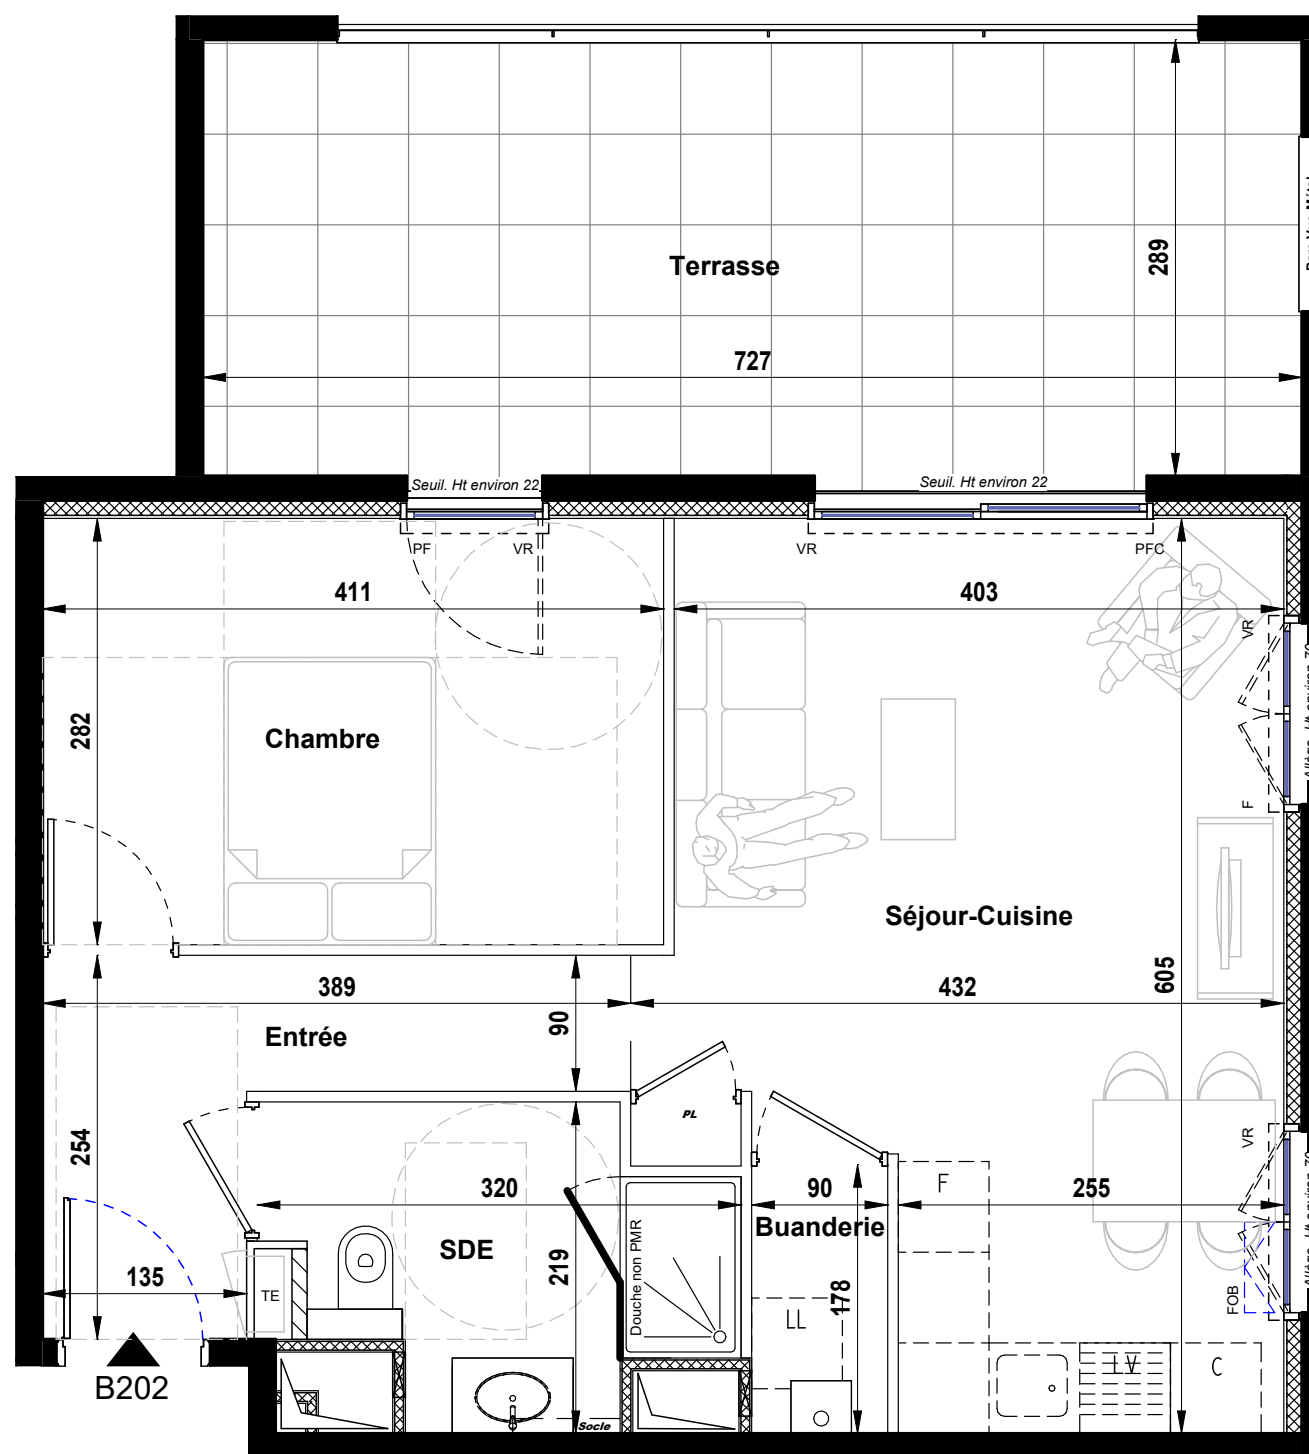 Terrasse
289
727
Seuil. Ht environ 22
Seuil. Ht environ 22
PF
VR
VR
PFC
411
403
VR
282
Chambre
F
Séjour-Cuisine
389
432
605
Entrée
90
PL
254
VR
320
90
F
255
Buanderie
SDE
219
Douche non PMR
135
TE
178
LL
FOB
LV
C
B202
Socle